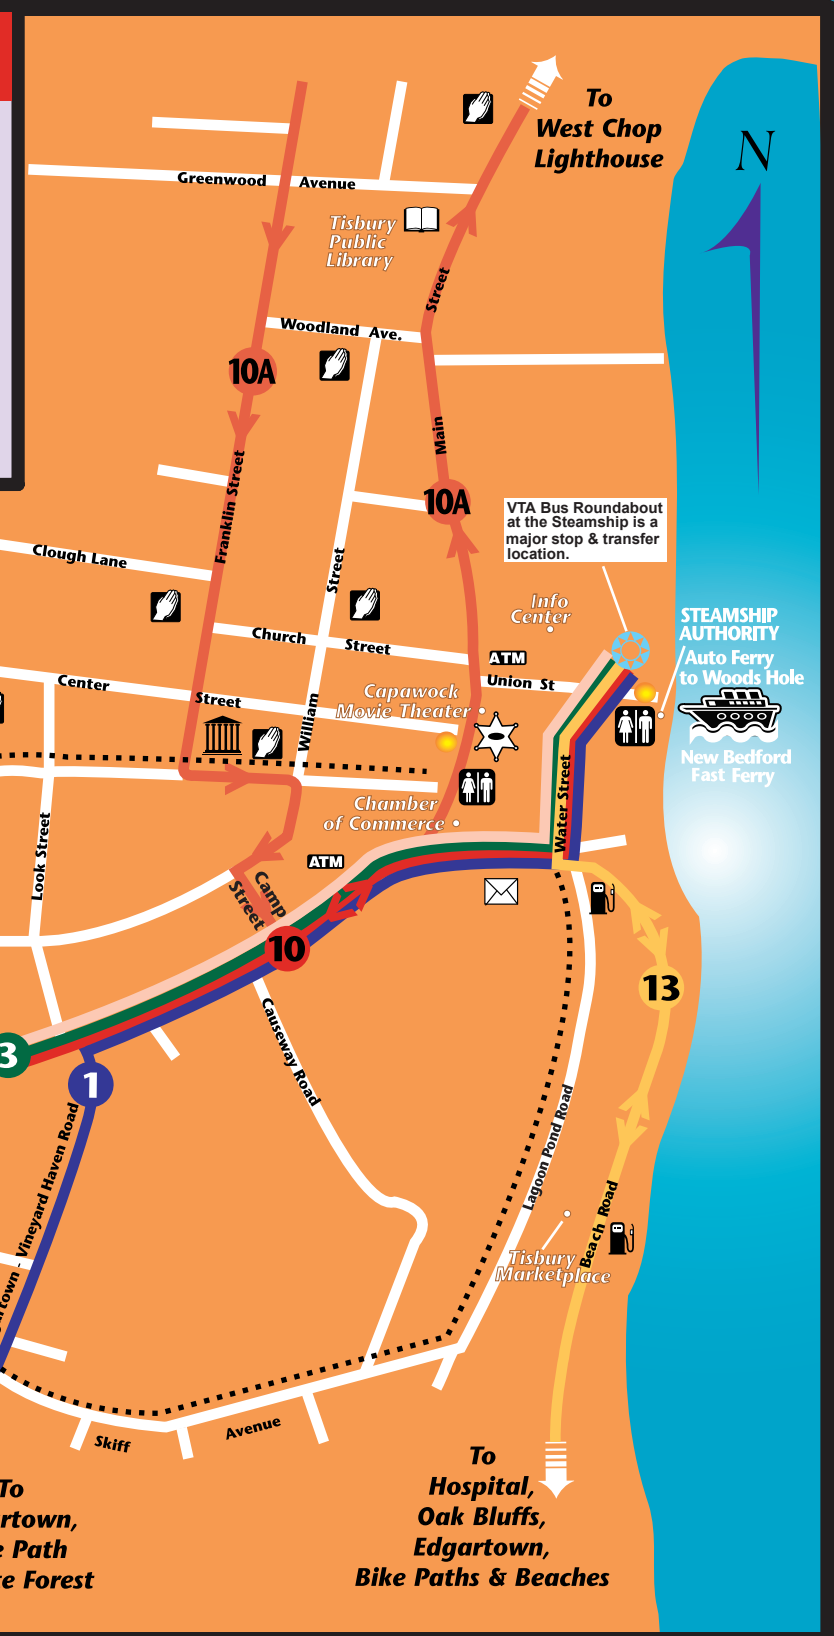 To
West Chop
Lighthouse
N
Greenwood Avenue
Tisbury
Public
Library
Street
Woodland Ave.
10A
Main
Franklin Street
10A
VTA Bus Roundabout
at the Steamship is a
major stop & transfer
location.
Clough Lane
Street
Info
Center
STEAMSHIP
AUTHORITY
Auto Ferry
to Woods Hole
Church Street
ATM
Union St
Center Street
Capawock
Movie Theater
William
New Bedford
Fast Ferry
Chamber
of Commerce
Water Street
Look Street
ATM
Camp
Street
10
13
3
1
Causeway Road
Lagoon Pond Road
Vineyard Haven Road
Beach Road
Tisbury
Marketplace
Skiff Avenue
To
Hospital,
Oak Bluffs,
Edgartown,
Bike Paths & Beaches
To
rtown,
e Path
te Forest